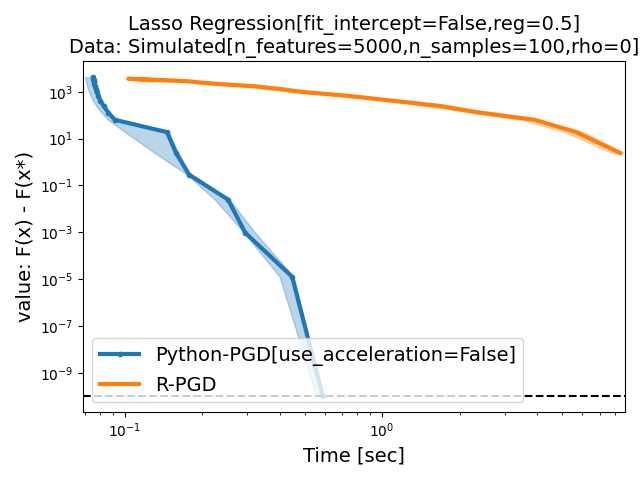 Lasso Regression[fit_intercept=False,reg=0.5]
Data: Simulated[n_features=5000,n_samples=100,rho=0]
value: F(x) - F(x*)
10³
10¹
10⁻¹
10⁻³
10⁻⁵
10⁻⁷
10⁻⁹
Python-PGD[use_acceleration=False]
R-PGD
10⁻¹ 10⁰
Time [sec]